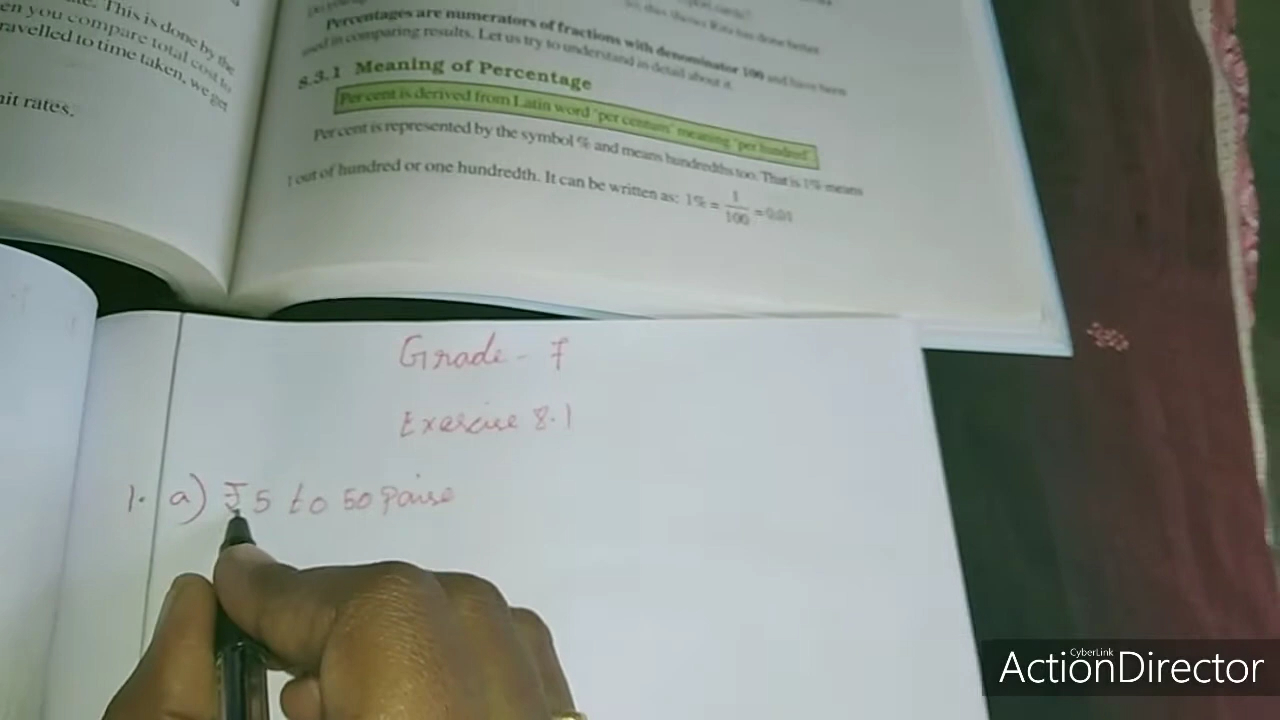 This is done by the
en you compare total cost to
ravelled to time taken, we get
nit rates.
Percentages are numerators of fractions with denominator 100 and have been
used in comparing results. Let us try to understand in detail about it.
8.3.1 Meaning of Percentage
Per cent is derived from Latin word 'per centum' meaning 'per hundred'.
Per cent is represented by the symbol % and means hundredths too. That is 1% means
1 out of hundred or one hundredth. It can be written as: 1% = 1/100 = 0.01
Grade - 7
Exercise 8.1
1. a) ₹5 to 50 Paise
CyberLink
ActionDirector